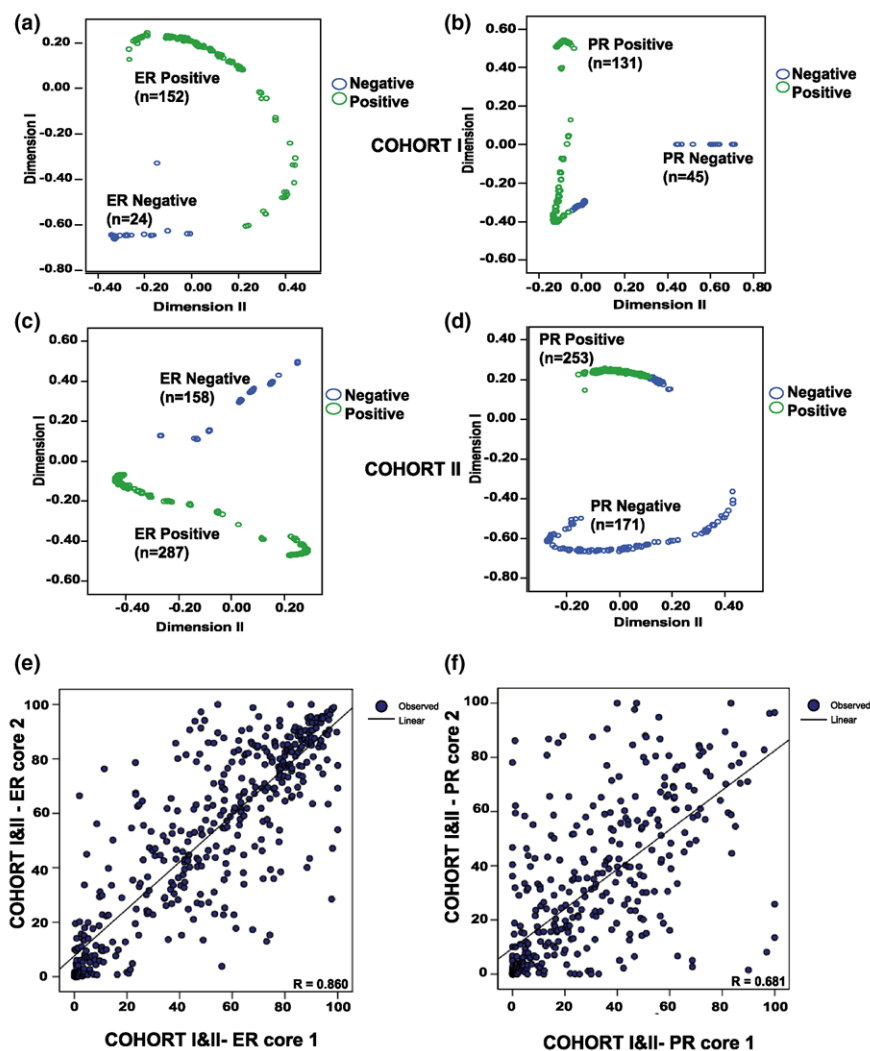 (a)
0.20
0.00
-0.20
-0.40
-0.60
-0.80
Dimension I
ER Positive
(n=152)
ER Negative
(n=24)
-0.40 -0.20 0.00 0.20 0.40
Dimension II
Negative
Positive
COHORT I
(b)
0.60
0.40
0.20
0.00
-0.20
-0.40
-0.60
Dimension I
PR Positive
(n=131)
PR Negative
(n=45)
0.00 0.20 0.40 0.60 0.80
Dimension II
Negative
Positive
(c)
0.60
0.40
0.20
0.00
-0.20
-0.40
-0.60
Dimension I
ER Negative
(n=158)
ER Positive
(n=287)
-0.40 -0.20 0.00 0.20
Dimension II
Negative
Positive
COHORT II
(d)
0.40
0.20
0.00
-0.20
-0.40
-0.60
-0.80
Dimension I
PR Positive
(n=253)
PR Negative
(n=171)
-0.20 0.00 0.20 0.40
Dimension II
Negative
Positive
(e)
100
80
60
40
20
0
COHORT I&II - ER core 2
R = 0.860
0 20 40 60 80 100
COHORT I&II- ER core 1
Observed
Linear
(f)
100
80
60
40
20
0
COHORT I&II - PR core 2
R = 0.681
0 20 40 60 80 100
COHORT I&II- PR core 1
Observed
Linear